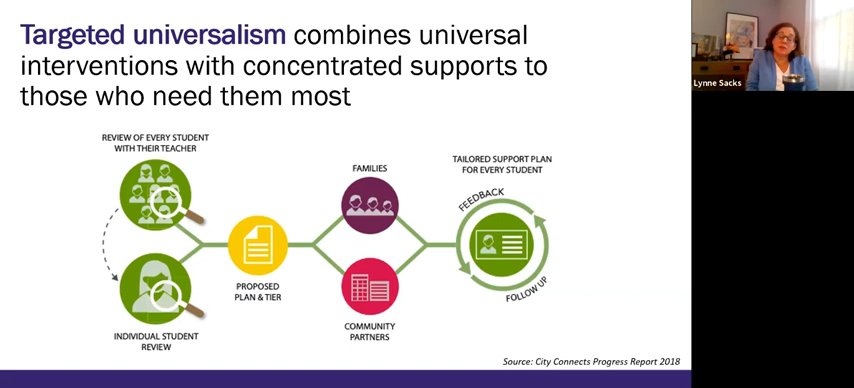 Targeted universalism combines universal
interventions with concentrated supports to
those who need them most
REVIEW OF EVERY STUDENT
WITH THEIR TEACHER
INDIVIDUAL STUDENT
REVIEW
PROPOSED
PLAN & TIER
FAMILIES
COMMUNITY
PARTNERS
TAILORED SUPPORT PLAN
FOR EVERY STUDENT
FEEDBACK
FOLLOW UP
Source: City Connects Progress Report 2018
Lynne Sacks